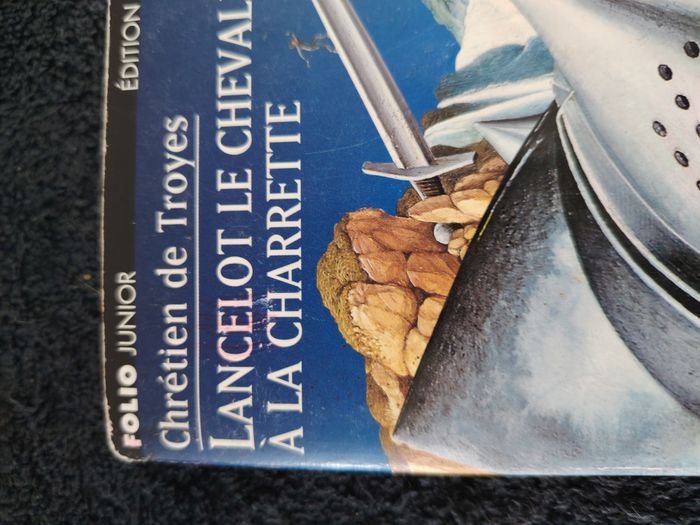 FOLIO JUNIOR ÉDITION
Chrétien de Troyes
LANCELOT LE CHEVAL
À LA CHARRETTE